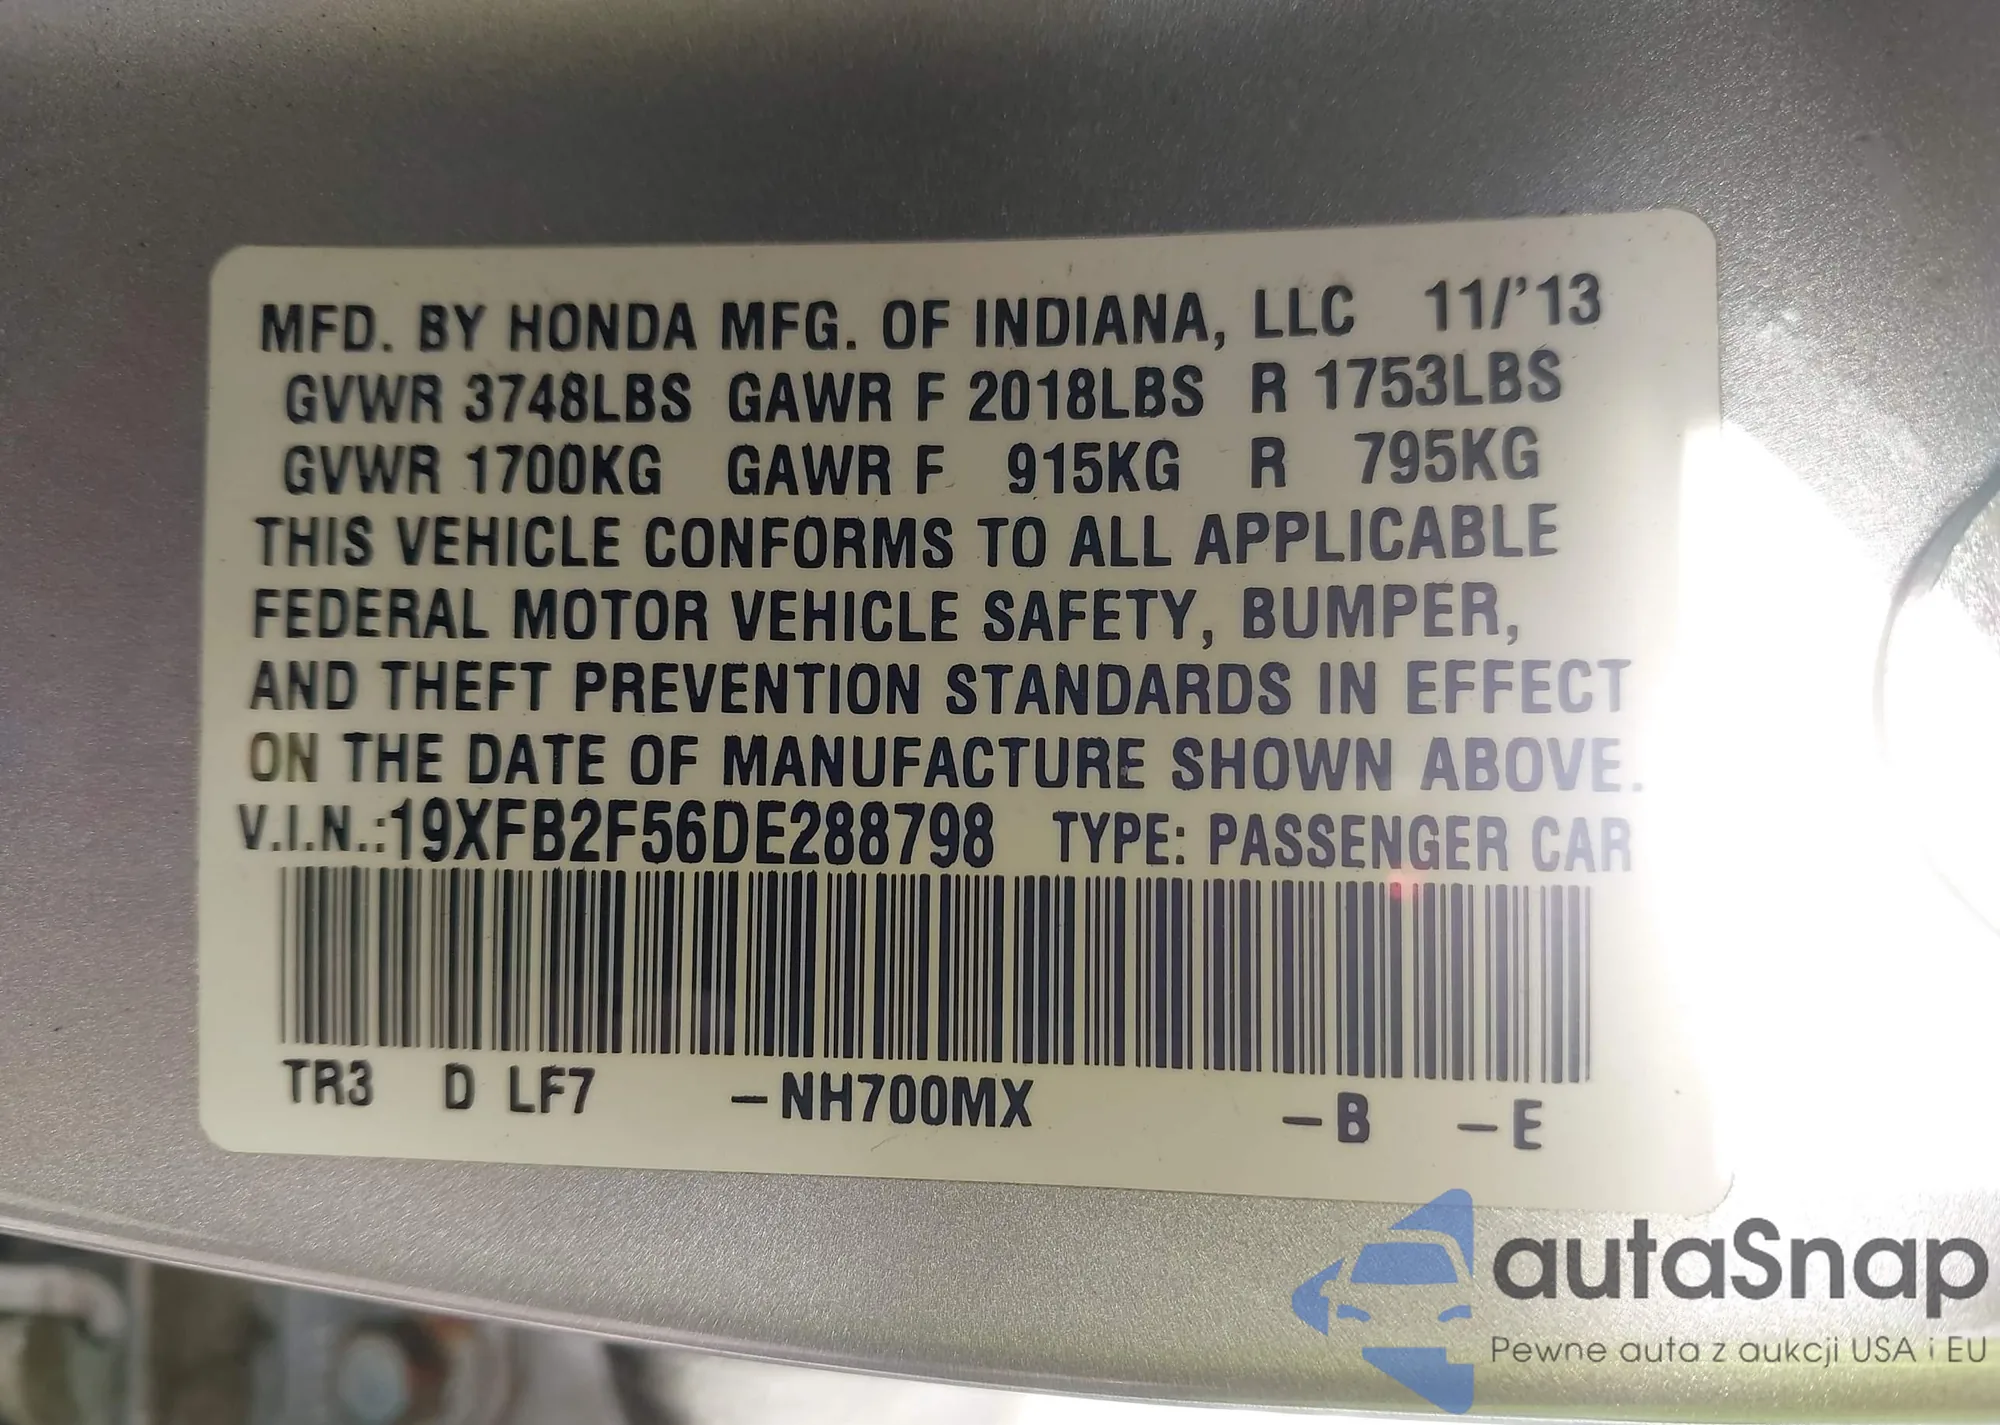 MFD. BY HONDA MFG. OF INDIANA, LLC 11/'13
GVWR 3748LBS GAWR F 2018LBS R 1753LBS
GVWR 1700KG GAWR F 915KG R 795KG
THIS VEHICLE CONFORMS TO ALL APPLICABLE
FEDERAL MOTOR VEHICLE SAFETY, BUMPER,
AND THEFT PREVENTION STANDARDS IN EFFECT
ON THE DATE OF MANUFACTURE SHOWN ABOVE.
V.I.N.:19XFB2F56DE288798 TYPE: PASSENGER CAR
TR3 D LF7 –NH700MX –B –E
autaSnap
Pewne auta z aukcji USA i EU